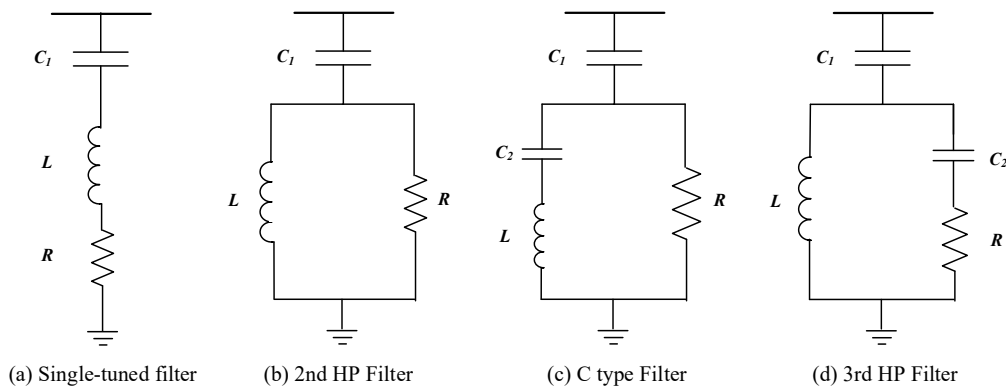 C₁
L
R
(a) Single-tuned filter
C₁
L
R
(b) 2nd HP Filter
C₁
C₂
L
R
(c) C type Filter
C₁
L
C₂
R
(d) 3rd HP Filter